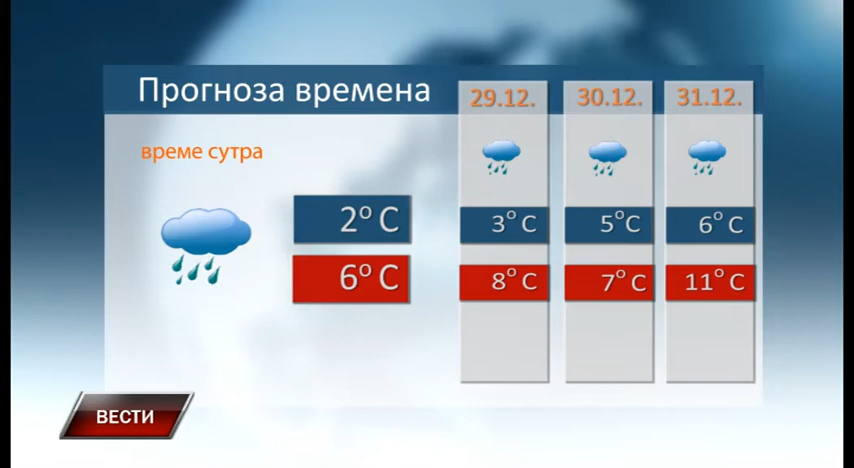 Прогноза времена
29.12.
30.12.
31.12.
време сутра
2° C
3° C
5°C
6° C
6° C
8° C
7° C
11° C
ВЕСТИ